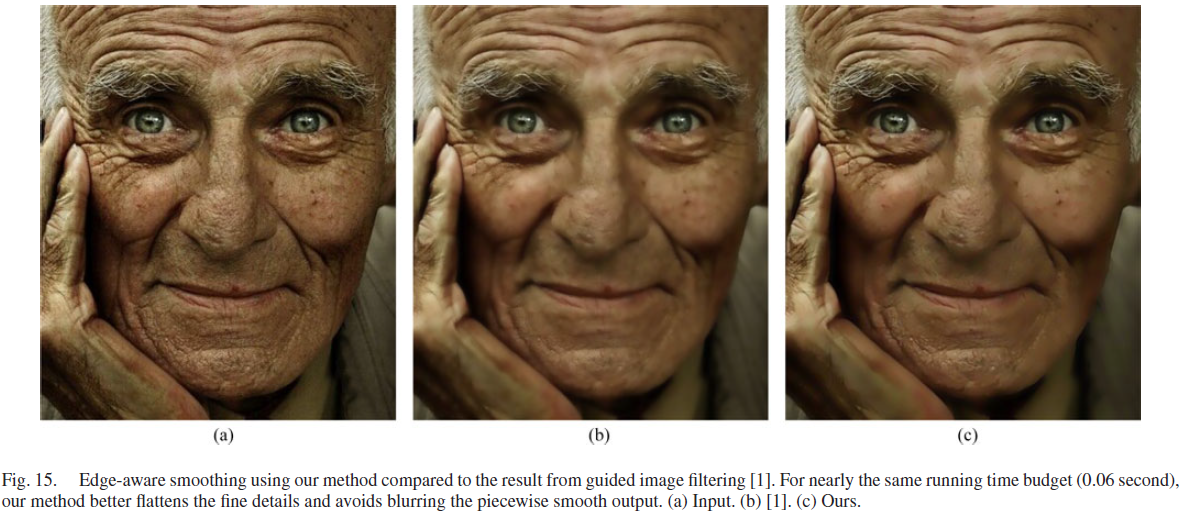 (a) (b) (c)
Fig. 15. Edge-aware smoothing using our method compared to the result from guided image filtering [1]. For nearly the same running time budget (0.06 second),
our method better flattens the fine details and avoids blurring the piecewise smooth output. (a) Input. (b) [1]. (c) Ours.